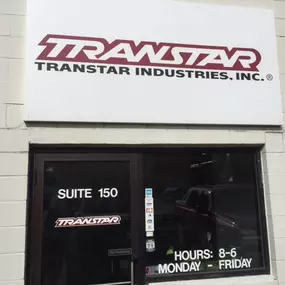 TRANSTAR
TRANSTAR INDUSTRIES, INC.®
SUITE 150
TRANSTAR
HOURS: 8-6
MONDAY - FRIDAY